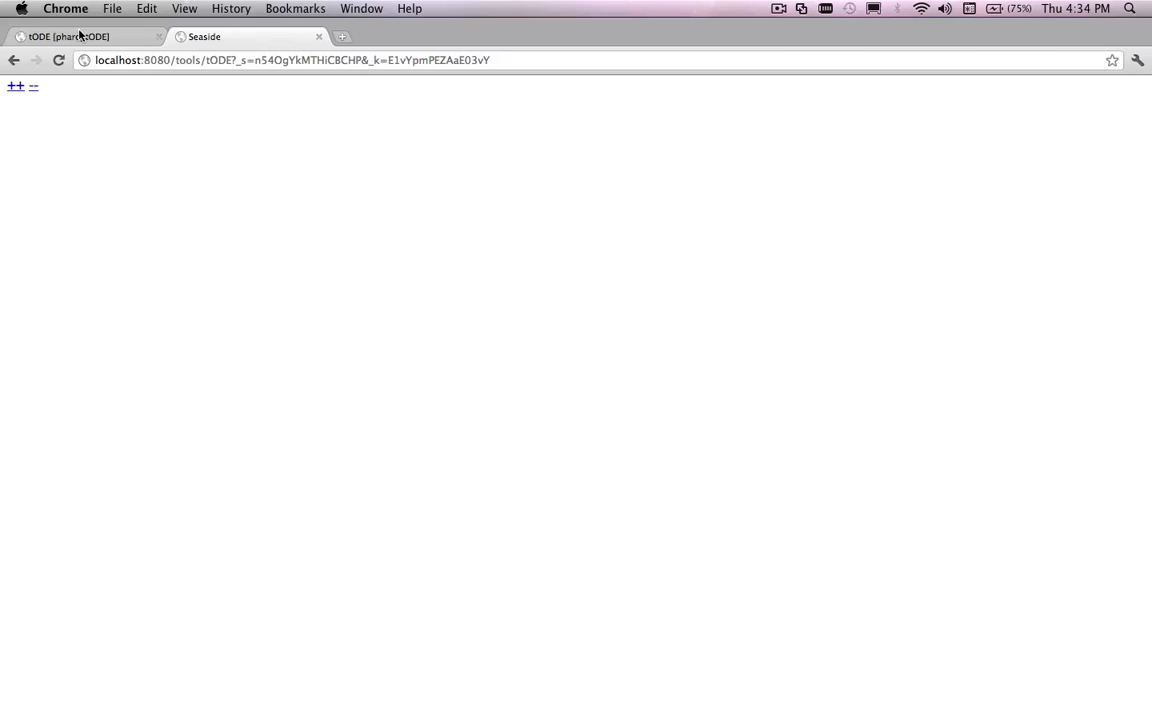 Chrome File Edit View History Bookmarks Window Help (75%) Thu 4:34 PM
tODE [pharo:tODE] Seaside
localhost:8080/tools/tODE?_s=n54OgYkMTHiCBCHP&_k=E1vYpmPEZAaE03vY
++ --